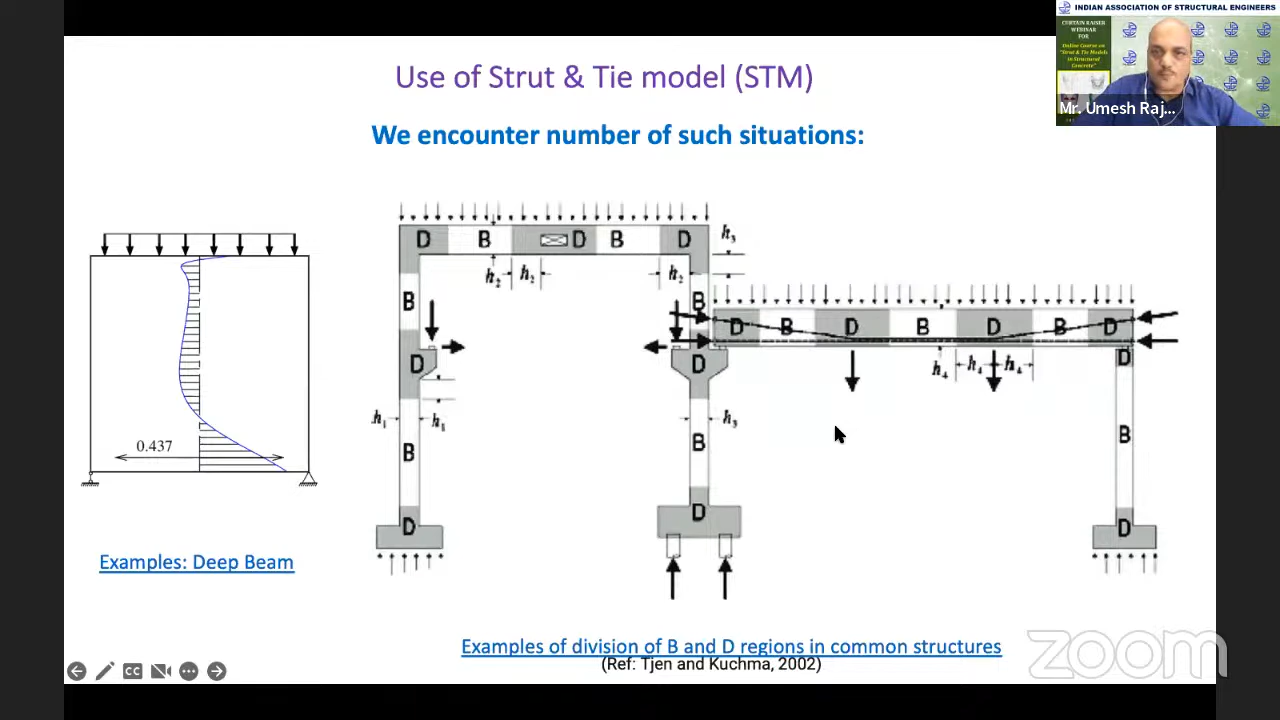 INDIAN ASSOCIATION OF STRUCTURAL ENGINEERS
CURTAIN RAISER
WEBINAR
FOR
Online Course on
"Strut & Tie Models
in Structural
Concrete"
Mr. Umesh Raj...
Use of Strut & Tie model (STM)
We encounter number of such situations:
D B D B D
h₃
h₂ h₂ h₂
B B
D B D B D B D
D D D
h₄ h₄ h₄
h₁ h₁ h₃
0.437
B B B
D D D
Examples: Deep Beam
Examples of division of B and D regions in common structures
(Ref: Tjen and Kuchma, 2002)
CC
zoom